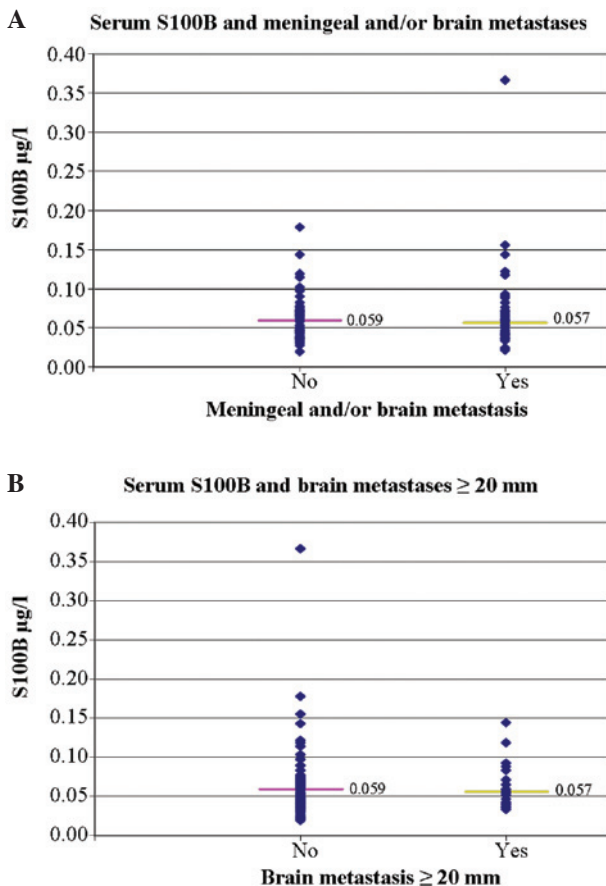 A
Serum S100B and meningeal and/or brain metastases
S100B µg/l
0.40
0.35
0.30
0.25
0.20
0.15
0.10
0.05
0.00
0.059
0.057
No Yes
Meningeal and/or brain metastasis
B
Serum S100B and brain metastases ≥ 20 mm
S100B µg/l
0.40
0.35
0.30
0.25
0.20
0.15
0.10
0.05
0.00
0.059
0.057
No Yes
Brain metastasis ≥ 20 mm